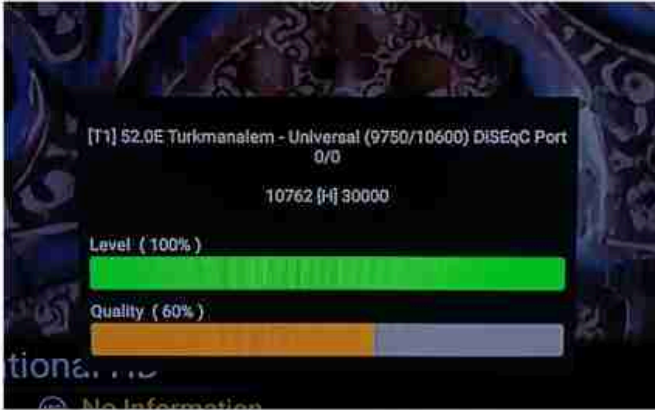 [T1] 52.0E Turkmanalem - Universal (9750/10600) DiSEqC Port
0/0
10762 [H] 30000
Level ( 100% )
Quality ( 60% )
No Information